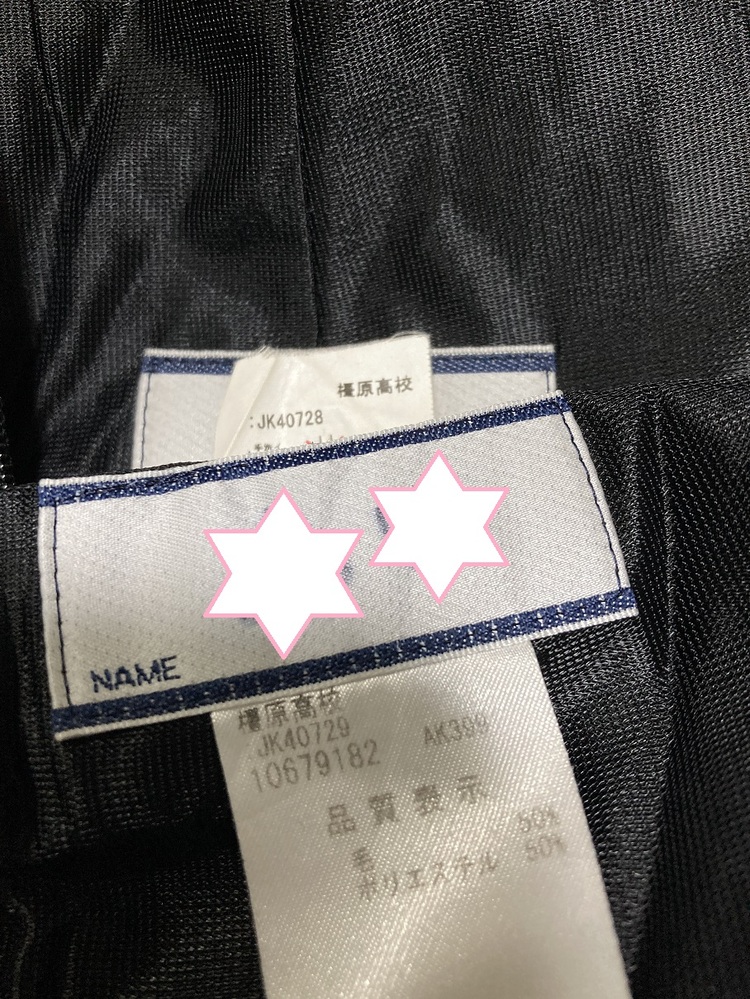 橿原高校
:JK40728
NAME
橿原高校
JK40729 AK399
10679182
品質表示
毛 50%
ポリエステル 50%